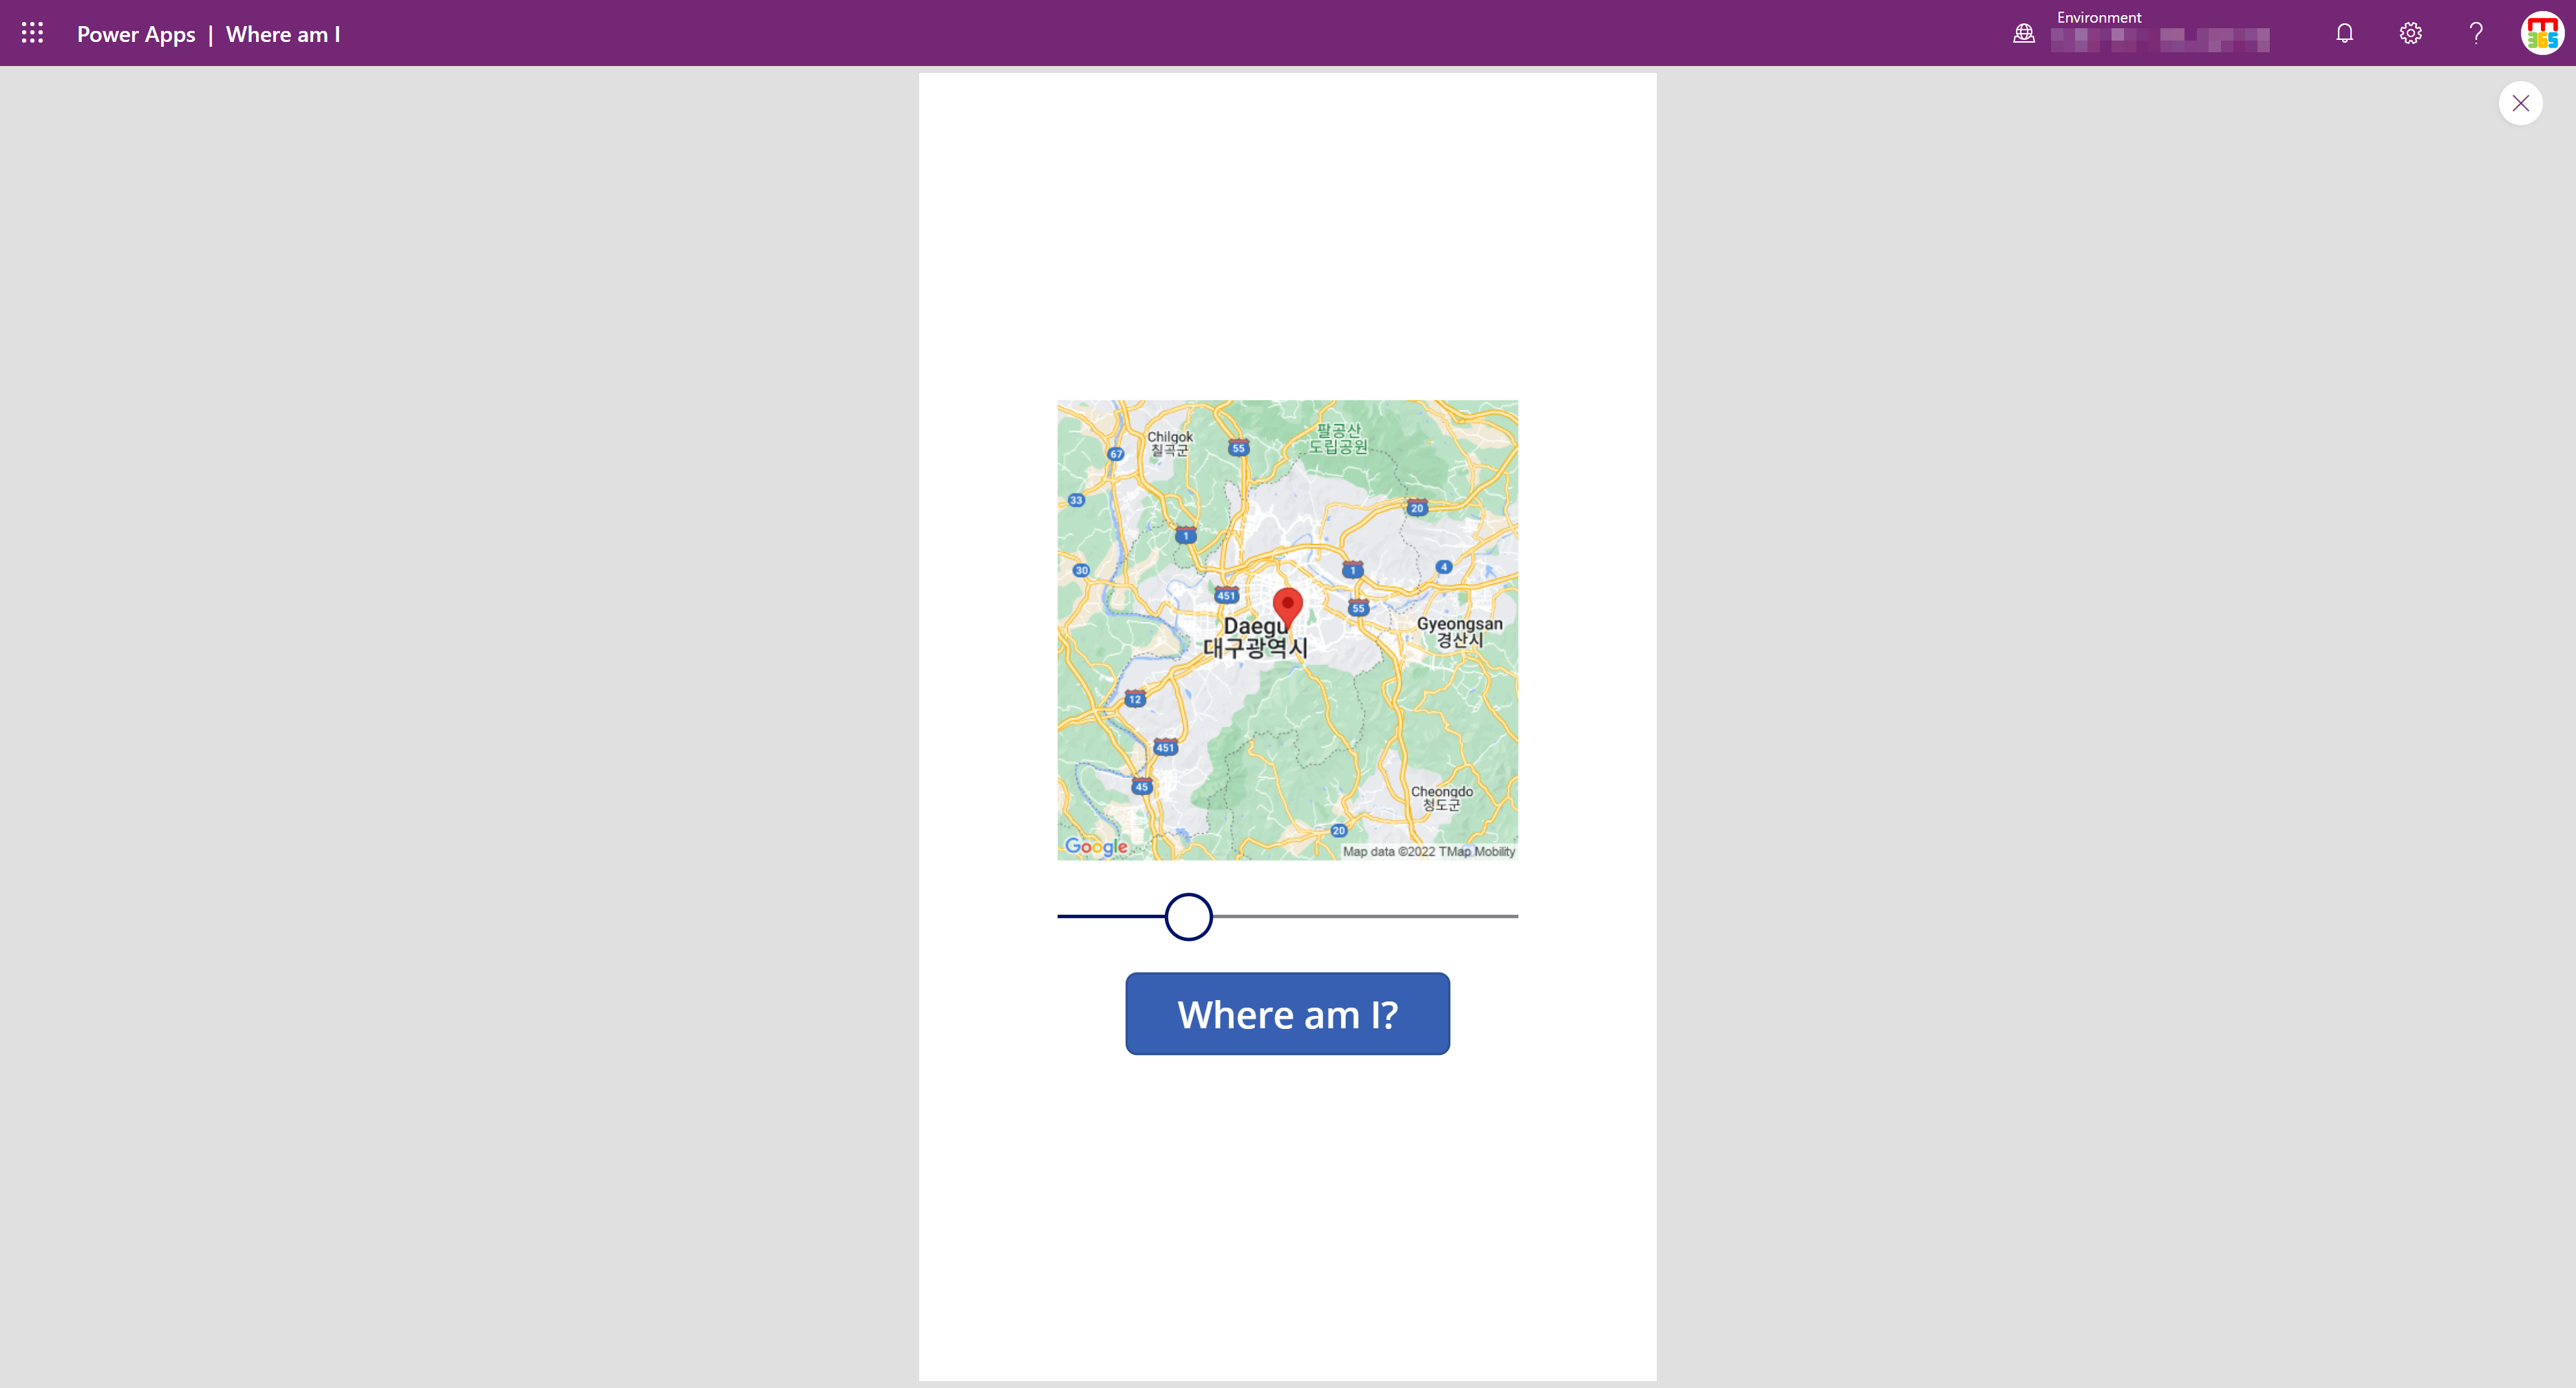 Power Apps | Where am I
Environment
M
365
Chilgok
칠곡군
팔공산
도립공원
67
55
33
20
1
30
1
4
451
55
Daegu
대구광역시
Gyeongsan
경산시
12
451
45
Cheongdo
청도군
20
Google
Map data ©2022 TMap Mobility
Where am I?